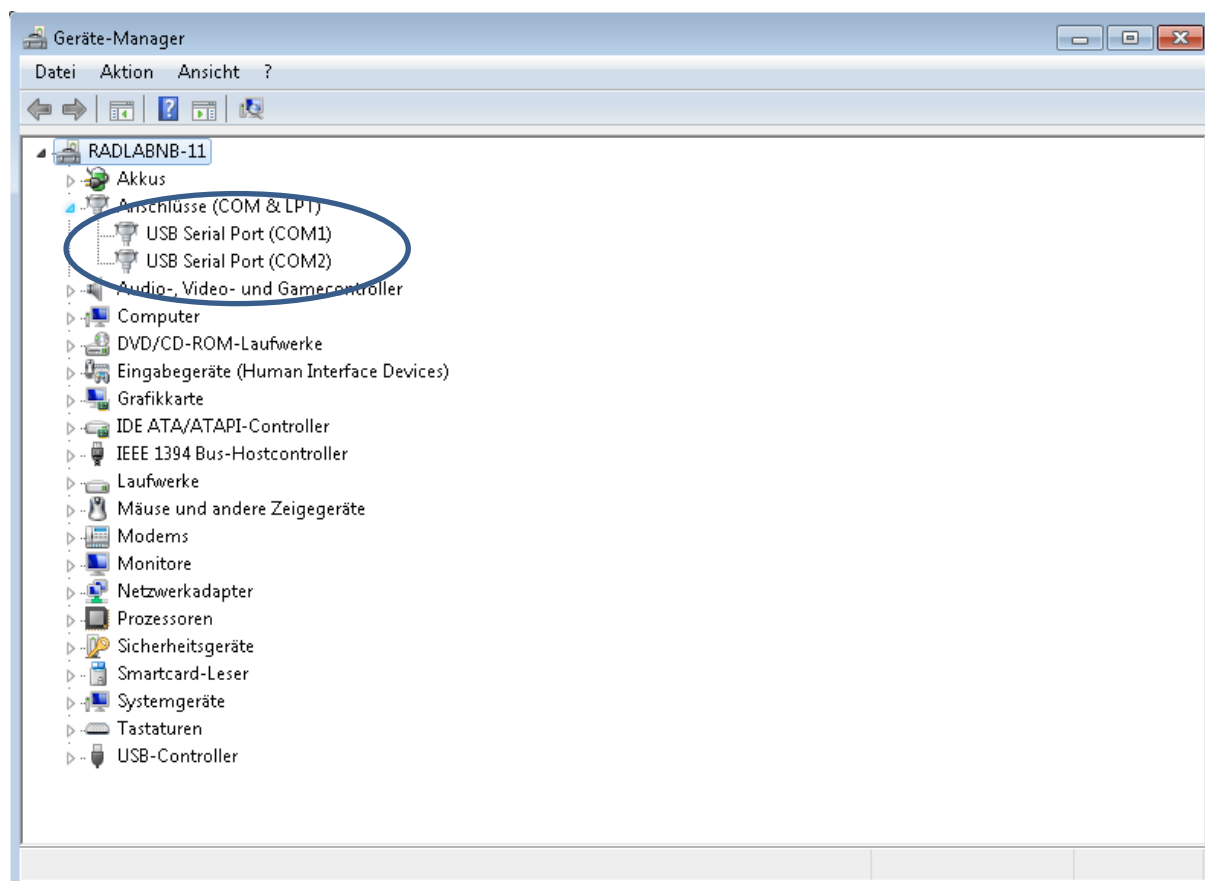 Geräte-Manager
Datei Aktion Ansicht ?
RADLABNB-11
Akkus
Anschlüsse (COM & LPT)
USB Serial Port (COM1)
USB Serial Port (COM2)
Audio-, Video- und Gamecontroller
Computer
DVD/CD-ROM-Laufwerke
Eingabegeräte (Human Interface Devices)
Grafikkarte
IDE ATA/ATAPI-Controller
IEEE 1394 Bus-Hostcontroller
Laufwerke
Mäuse und andere Zeigegeräte
Modems
Monitore
Netzwerkadapter
Prozessoren
Sicherheitsgeräte
Smartcard-Leser
Systemgeräte
Tastaturen
USB-Controller